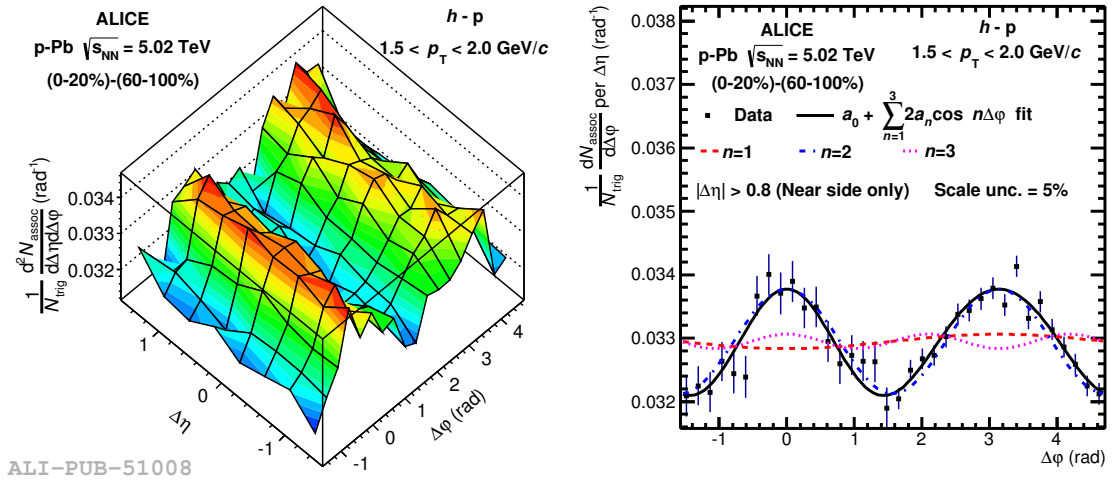 ALICE
h - p
p-Pb √sNN = 5.02 TeV
1.5 < pT < 2.0 GeV/c
(0-20%)-(60-100%)
1/Ntrig d²Nassoc/dΔηdΔφ (rad⁻¹)
0.034
0.033
0.032
1
0
-1
Δη
-1
0
1
2
3
4
Δφ (rad)
ALI-PUB-51008
ALICE
h - p
p-Pb √sNN = 5.02 TeV
1.5 < pT < 2.0 GeV/c
(0-20%)-(60-100%)
Data
a0 + ∑ 3 n=1 2an cos nΔφ fit
n=1 n=2 n=3
|Δη| > 0.8 (Near side only) Scale unc. = 5%
1/Ntrig dNassoc/dΔφ per Δη (rad⁻¹)
0.038
0.037
0.036
0.035
0.034
0.033
0.032
-1 0 1 2 3 4
Δφ (rad)